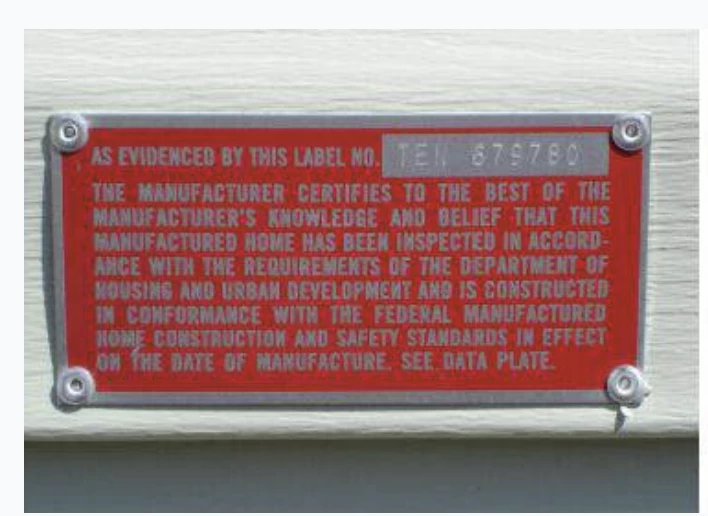 AS EVIDENCED BY THIS LABEL NO. TEN 679780
THE MANUFACTURER CERTIFIES TO THE BEST OF THE
MANUFACTURER'S KNOWLEDGE AND BELIEF THAT THIS
MANUFACTURED HOME HAS BEEN INSPECTED IN ACCORD-
ANCE WITH THE REQUIREMENTS OF THE DEPARTMENT OF
HOUSING AND URBAN DEVELOPMENT AND IS CONSTRUCTED
IN CONFORMANCE WITH THE FEDERAL MANUFACTURED
HOME CONSTRUCTION AND SAFETY STANDARDS IN EFFECT
ON THE DATE OF MANUFACTURE. SEE DATA PLATE.